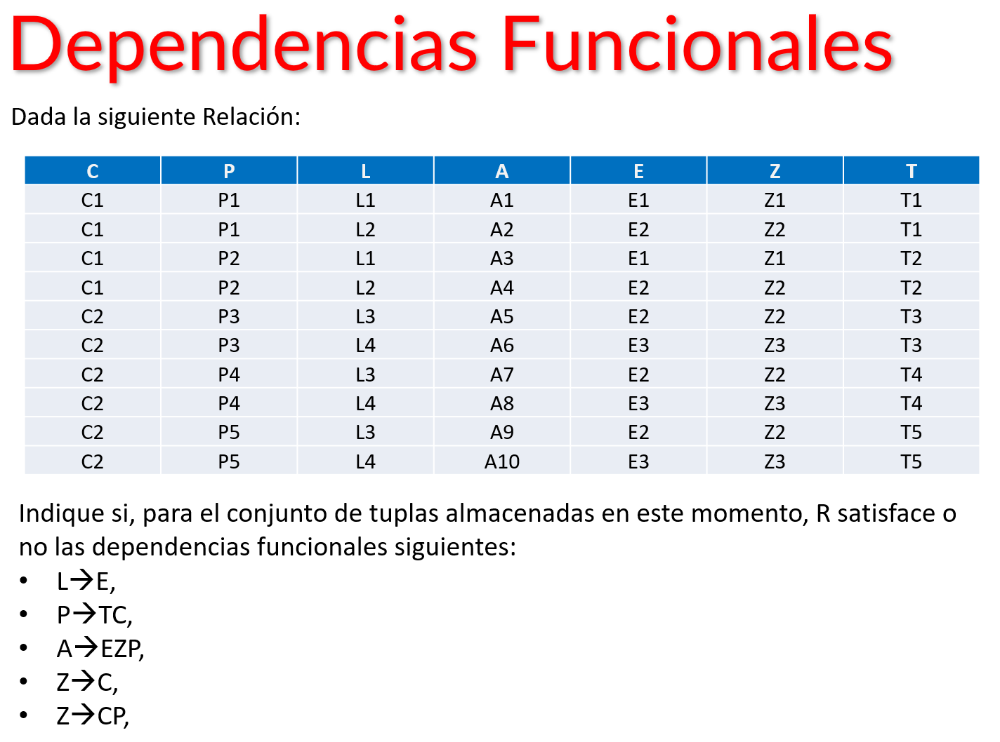 Dependencias Funcionales
Dada la siguiente Relación:
C P L A E Z T
C1 P1 L1 A1 E1 Z1 T1
C1 P1 L2 A2 E2 Z2 T1
C1 P2 L1 A3 E1 Z1 T2
C1 P2 L2 A4 E2 Z2 T2
C2 P3 L3 A5 E2 Z2 T3
C2 P3 L4 A6 E3 Z3 T3
C2 P4 L3 A7 E2 Z2 T4
C2 P4 L4 A8 E3 Z3 T4
C2 P5 L3 A9 E2 Z2 T5
C2 P5 L4 A10 E3 Z3 T5
Indique si, para el conjunto de tuplas almacenadas en este momento, R satisface o
no las dependencias funcionales siguientes:
• L→E,
• P→TC,
• A→EZP,
• Z→C,
• Z→CP,